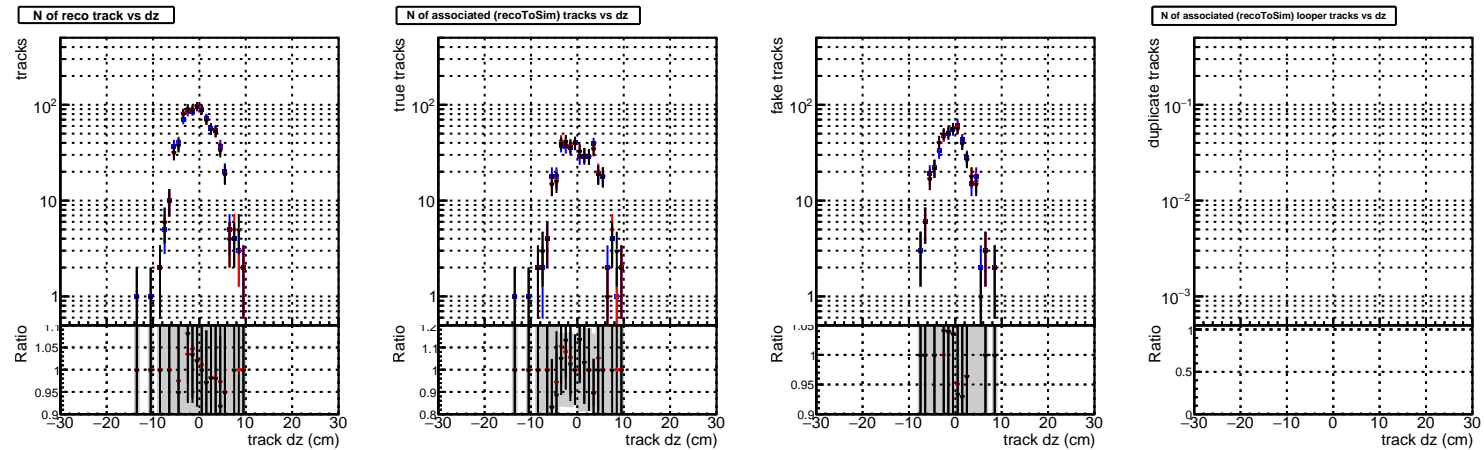 N of reco track vs dz
tracks
10²
10
1
Ratio
1.1
1.05
1
0.95
0.9
−30 −20 −10 0 10 20 30
track dz (cm)
N of associated (recoToSim) tracks vs dz
true tracks
10²
10
1
Ratio
1.2
1.1
1
0.9
0.8
−30 −20 −10 0 10 20 30
track dz (cm)
fake tracks
10²
10
1
Ratio
1.05
1
0.95
−30 −20 −10 0 10 20 30
track dz (cm)
N of associated (recoToSim) looper tracks vs dz
duplicate tracks
10⁻¹
10⁻²
10⁻³
Ratio
1
0.5
0
−30 −20 −10 0 10 20 30
track dz (cm)